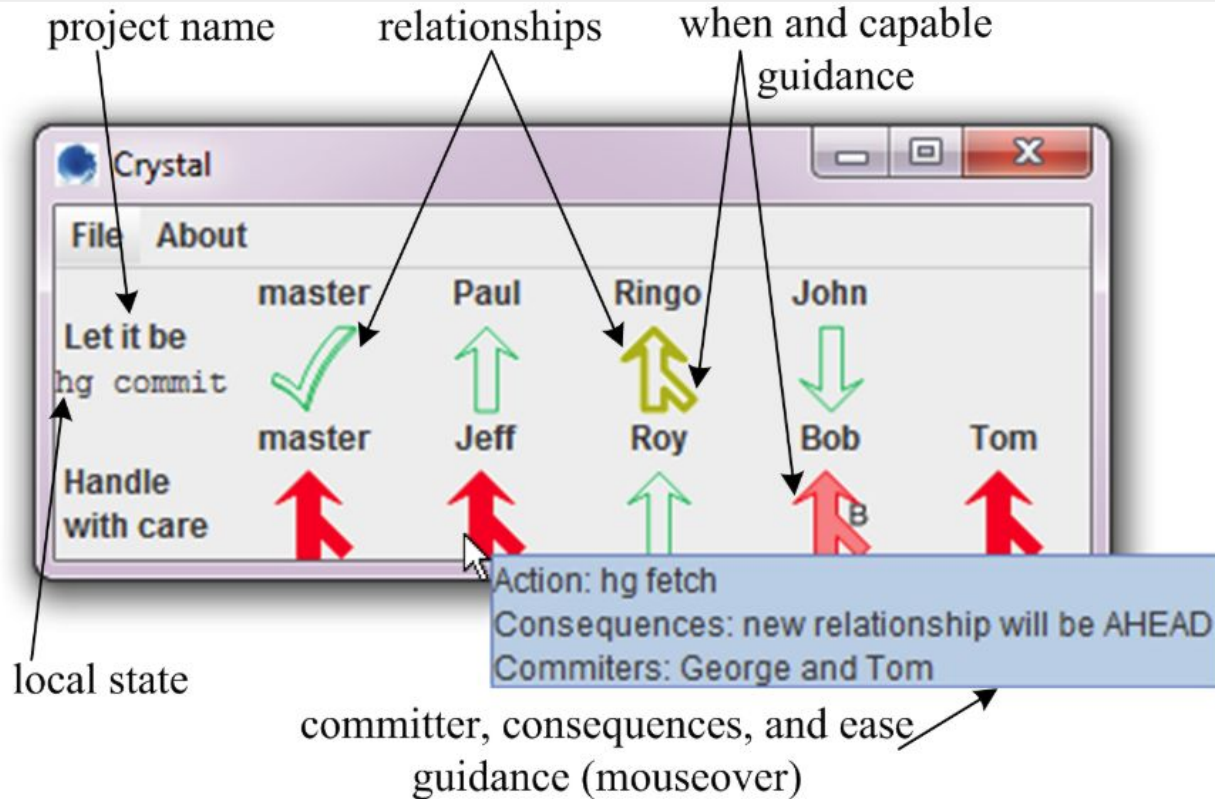 project name
relationships
when and capable
guidance
Crystal
File About
master Paul Ringo John
Let it be
hg commit
master Jeff Roy Bob Tom
Handle
with care
B
Action: hg fetch
Consequences: new relationship will be AHEAD
Commiters: George and Tom
local state
committer, consequences, and ease
guidance (mouseover)